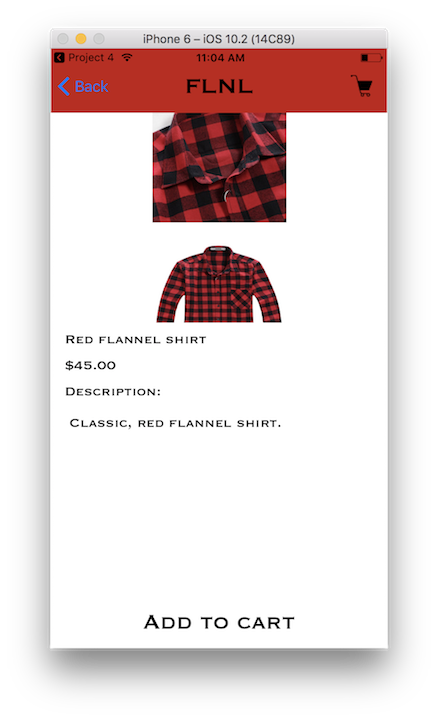 iPhone 6 – iOS 10.2 (14C89)
Project 4 11:04 AM
Back FLNL
Red flannel shirt
$45.00
Description:
Classic, red flannel shirt.
Add to cart